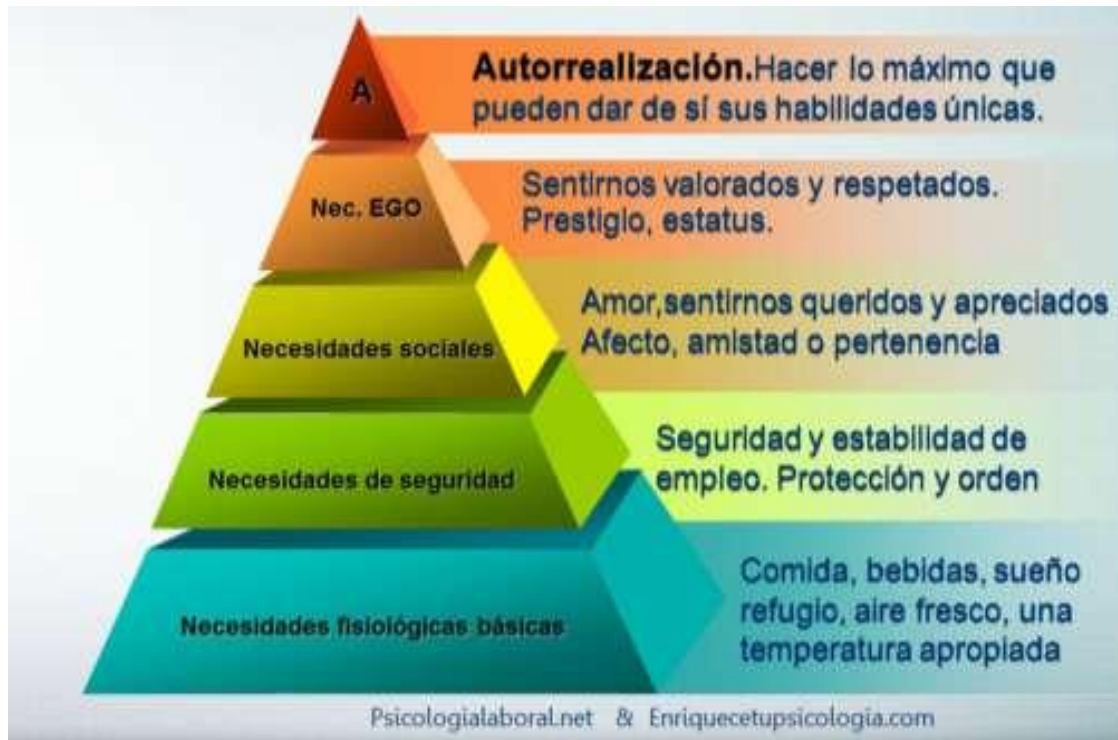 A
Autorrealización.Hacer lo máximo que
pueden dar de sí sus habilidades únicas.
Nec. EGO
Sentirnos valorados y respetados.
Prestigio, estatus.
Necesidades sociales
Amor,sentirnos queridos y apreciados
Afecto, amistad o pertenencia
Necesidades de seguridad
Seguridad y estabilidad de
empleo. Protección y orden
Necesidades fisiológicas básicas
Comida, bebidas, sueño
refugio, aire fresco, una
temperatura apropiada
Psicologialaboral.net & Enriquecetupsicologia.com